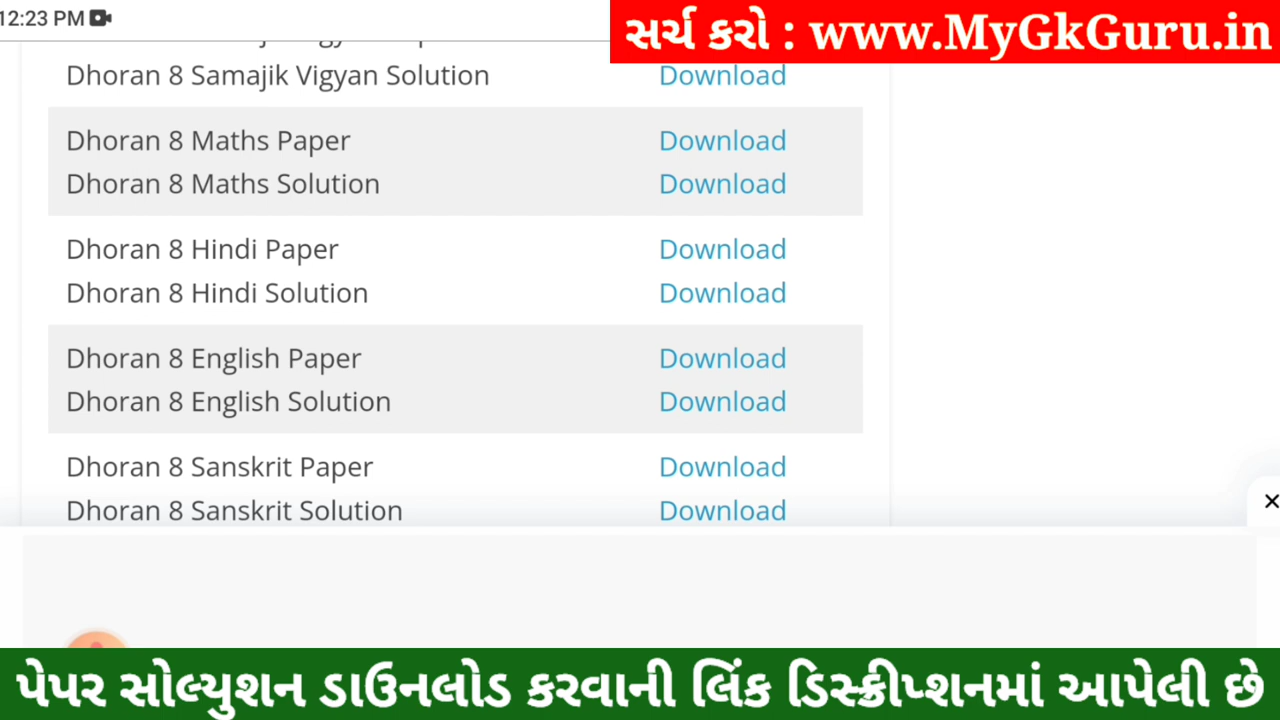 12:23 PM
સર્ચ કરો : www.MyGkGuru.in
Dhoran 8 Samajik Vigyan Solution Download
Dhoran 8 Maths Paper Download
Dhoran 8 Maths Solution Download
Dhoran 8 Hindi Paper Download
Dhoran 8 Hindi Solution Download
Dhoran 8 English Paper Download
Dhoran 8 English Solution Download
Dhoran 8 Sanskrit Paper Download
Dhoran 8 Sanskrit Solution Download
પેપર સોલ્યુશન ડાઉનલોડ કરવાની લિંક ડિસ્ક્રીપ્શનમાં આપેલી છે